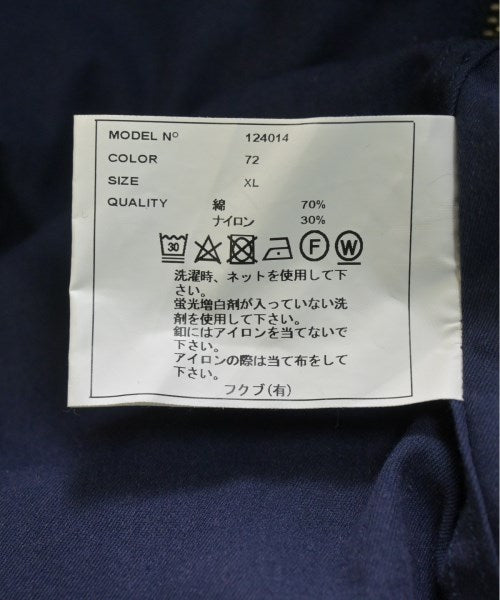 MODEL Nº 124014
COLOR 72
SIZE XL
QUALITY 綿 70%
ナイロン 30%
30 F W
洗濯時、ネットを使用して下
さい。
蛍光増白剤が入っていない洗
剤を使用して下さい。
釦にはアイロンを当てないで
下さい。
アイロンの際は当て布をして
下さい。
フクブ(有)